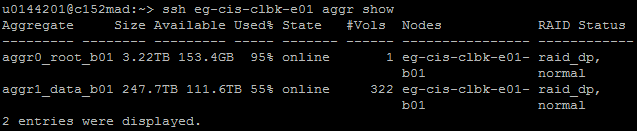 u0144201@c152mad:~> ssh eg-cis-clbk-e01 aggr show
Aggregate     Size Available Used% State   #Vols  Nodes            RAID Status
--------- -------- --------- ----- ------- ------ ---------------- ------------
aggr0_root_b01 3.22TB 153.4GB  95% online       1 eg-cis-clbk-e01- raid_dp,
b01              normal
aggr1_data_b01 247.7TB 111.6TB 55% online     322 eg-cis-clbk-e01- raid_dp,
b01              normal
2 entries were displayed.